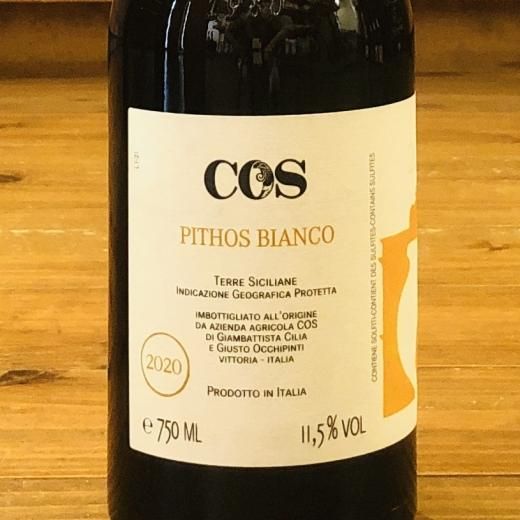 COS
PITHOS BIANCO
TERRE SICILIANE
INDICAZIONE GEOGRAFICA PROTETTA
IMBOTTIGLIATO ALL'ORIGINE
DA AZIENDA AGRICOLA COS
DI GIAMBATTISTA CILIA
E GIUSTO OCCHIPINTI
VITTORIA - ITALIA
2020
PRODOTTO IN ITALIA
e 750 ML
11,5% VOL
CONTIENE SOLFITI-CONTIENT DES SULFITES-CONTAINS SULFITES